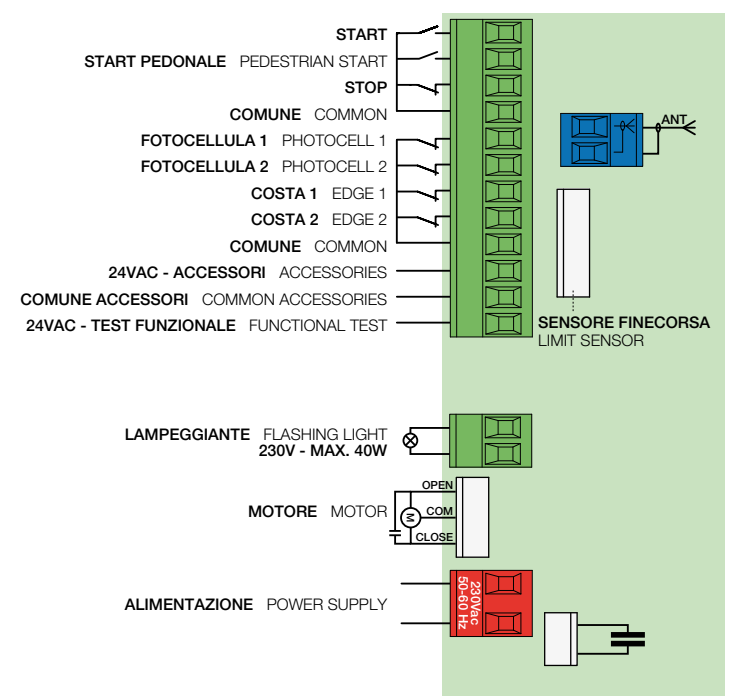 START
START PEDONALE PEDESTRIAN START
STOP
COMUNE COMMON
FOTOCELLULA 1 PHOTOCELL 1
FOTOCELLULA 2 PHOTOCELL 2
COSTA 1 EDGE 1
COSTA 2 EDGE 2
COMUNE COMMON
24VAC - ACCESSORI ACCESSORIES
COMUNE ACCESSORI COMMON ACCESSORIES
24VAC - TEST FUNZIONALE FUNCTIONAL TEST
ANT
SENSORE FINECORSA
LIMIT SENSOR
LAMPEGGIANTE FLASHING LIGHT
230V - MAX. 40W
MOTORE MOTOR
OPEN
M
COM
CLOSE
ALIMENTAZIONE POWER SUPPLY
230Vac
50-60 Hz